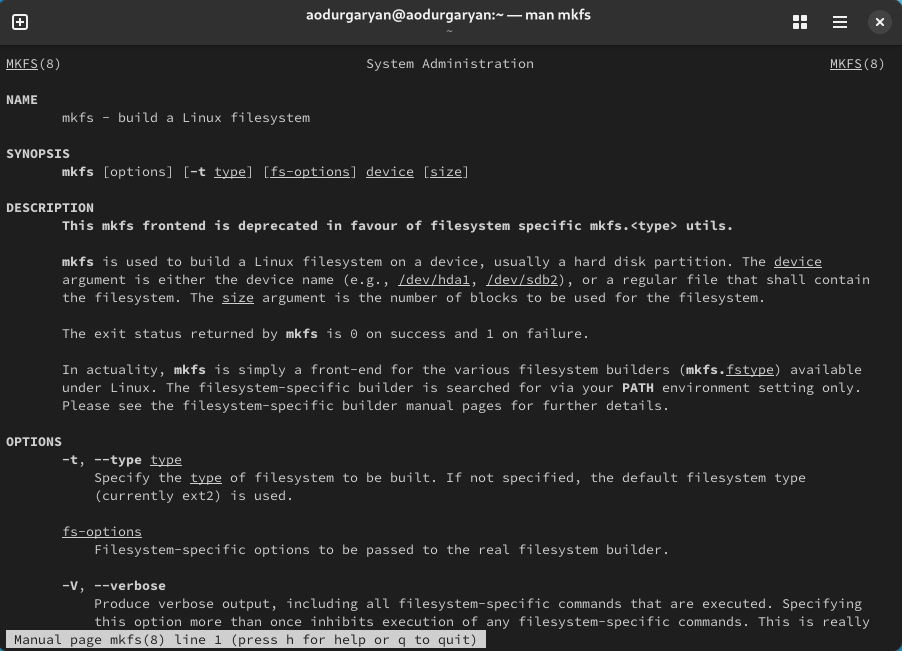 aodurgaryan@aodurgaryan:~ — man mkfs
~
MKFS(8) System Administration MKFS(8)
NAME
mkfs - build a Linux filesystem
SYNOPSIS
mkfs [options] [-t type] [fs-options] device [size]
DESCRIPTION
This mkfs frontend is deprecated in favour of filesystem specific mkfs.<type> utils.
mkfs is used to build a Linux filesystem on a device, usually a hard disk partition. The device
argument is either the device name (e.g., /dev/hda1, /dev/sdb2), or a regular file that shall contain
the filesystem. The size argument is the number of blocks to be used for the filesystem.
The exit status returned by mkfs is 0 on success and 1 on failure.
In actuality, mkfs is simply a front-end for the various filesystem builders (mkfs.fstype) available
under Linux. The filesystem-specific builder is searched for via your PATH environment setting only.
Please see the filesystem-specific builder manual pages for further details.
OPTIONS
-t, --type type
Specify the type of filesystem to be built. If not specified, the default filesystem type
(currently ext2) is used.
fs-options
Filesystem-specific options to be passed to the real filesystem builder.
-V, --verbose
Produce verbose output, including all filesystem-specific commands that are executed. Specifying
this option more than once inhibits execution of any filesystem-specific commands. This is really
Manual page mkfs(8) line 1 (press h for help or q to quit)